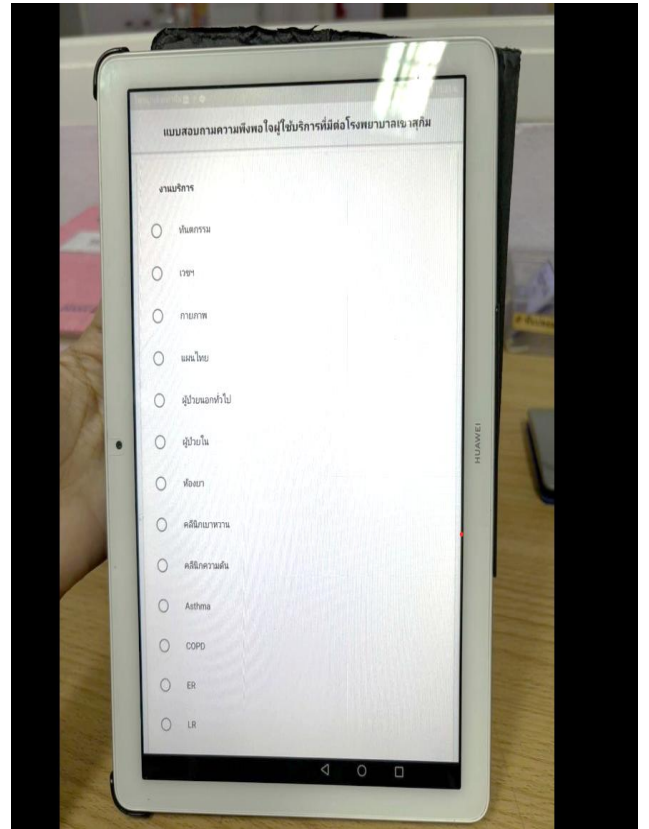 แบบสอบถามความพึงพอใจผู้ใช้บริการที่มีต่อโรงพยาบาลเขาสุกิม
งานบริการ
ทันตกรรม
เวชฯ
กายภาพ
แผนไทย
ผู้ป่วยนอกทั่วไป
ผู้ป่วยใน
ห้องยา
คลินิกเบาหวาน
คลินิกความดัน
Asthma
COPD
ER
LR
HUAWEI